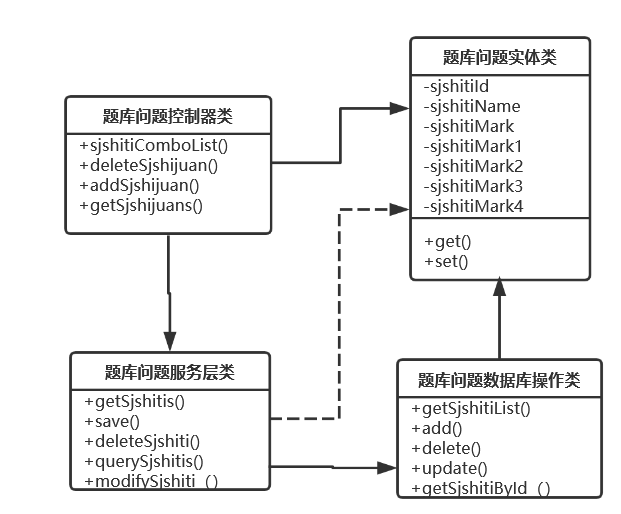 题库问题实体类
-sjshitiId
-sjshitiName
-sjshitiMark
-sjshitiMark1
-sjshitiMark2
-sjshitiMark3
-sjshitiMark4
+get()
+set()
题库问题控制器类
+sjshitiComboList()
+deleteSjshijuan()
+addSjshijuan()
+getSjshijuans()
题库问题服务层类
+getSjshitis()
+save()
+deleteSjshiti()
+querySjshitis()
+modifySjshiti（）
题库问题数据库操作类
+getSjshitiList()
+add()
+delete()
+update()
+getSjshitiById（）